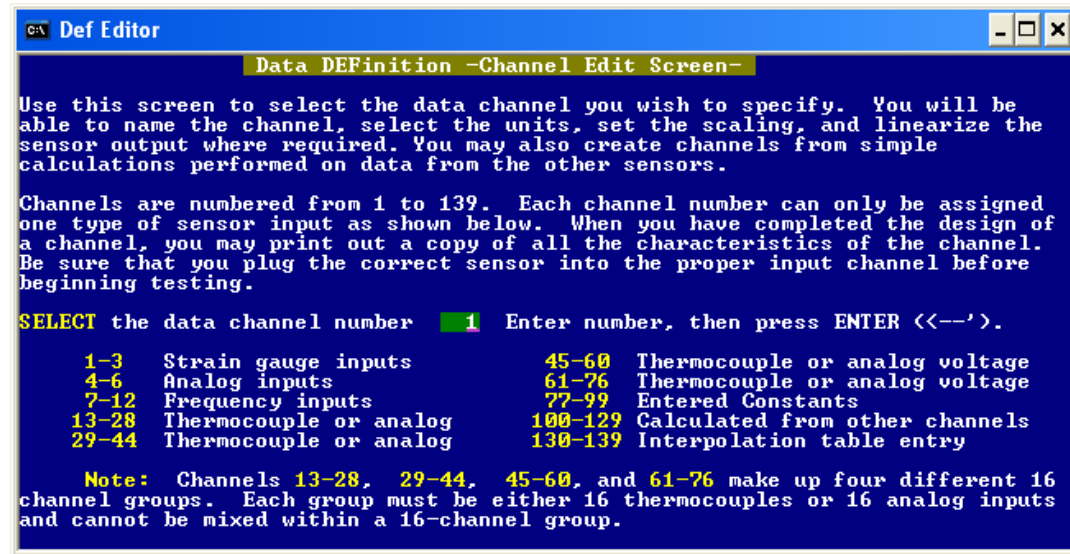 Def Editor
Data DEFinition -Channel Edit Screen-
Use this screen to select the data channel you wish to specify. You will be
able to name the channel, select the units, set the scaling, and linearize the
sensor output where required. You may also create channels from simple
calculations performed on data from the other sensors.
Channels are numbered from 1 to 139. Each channel number can only be assigned
one type of sensor input as shown below. When you have completed the design of
a channel, you may print out a copy of all the characteristics of the channel.
Be sure that you plug the correct sensor into the proper input channel before
beginning testing.
SELECT the data channel number 1 Enter number, then press ENTER (<--').
1-3 Strain gauge inputs 45-60 Thermocouple or analog voltage
4-6 Analog inputs 61-76 Thermocouple or analog voltage
7-12 Frequency inputs 77-99 Entered Constants
13-28 Thermocouple or analog 100-129 Calculated from other channels
29-44 Thermocouple or analog 130-139 Interpolation table entry
Note: Channels 13-28, 29-44, 45-60, and 61-76 make up four different 16
channel groups. Each group must be either 16 thermocouples or 16 analog inputs
and cannot be mixed within a 16-channel group.